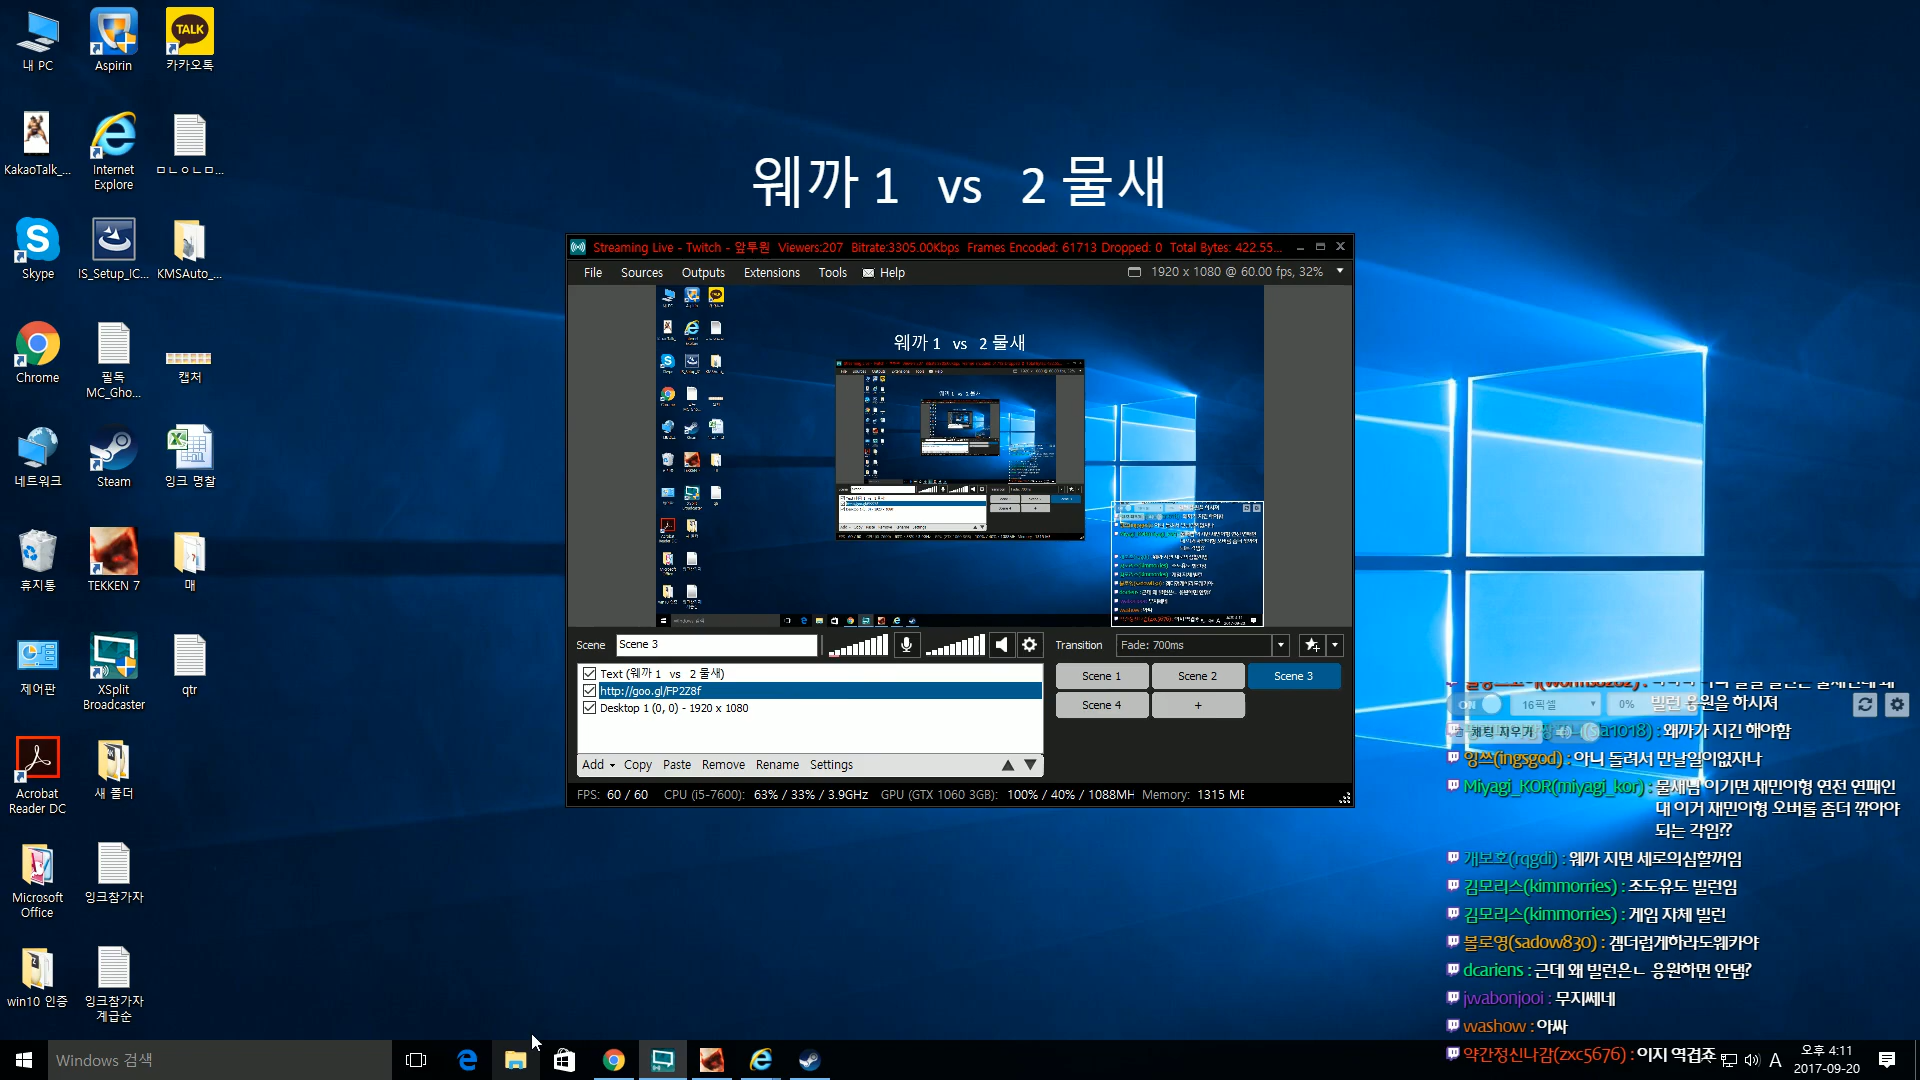 내 PC
Aspirin
카카오톡
TALK
KakaoTalk_...
Internet
Explore
ㅁㄴㅇㄴㅁ...
Skype
IS_Setup_IC...
KMSAuto_...
Chrome
필독
MC_Gho...
캡처
네트워크
Steam
잉크 명찰
휴지통
TEKKEN 7
매
제어판
XSplit
Broadcaster
qtr
Acrobat
Reader DC
새 폴더
Microsoft
Office
잉크참가자
win10 인증
잉크참가자
계급순
웨까 1 vs 2 물새
Streaming Live - Twitch - 앞투원 Viewers:207 Bitrate:3305.00Kbps Frames Encoded: 61713 Dropped: 0 Total Bytes: 422.55...
File Sources Outputs Extensions Tools Help
1920 x 1080 @ 60.00 fps, 32%
웨까 1 vs 2 물새
Scene Scene 3
Transition Fade: 700ms
Text (웨까 1 vs 2 물새)
http://goo.gl/FP2Z8f
Desktop 1 (0, 0) - 1920 x 1080
Scene 1 Scene 2 Scene 3
Scene 4 +
Add Copy Paste Remove Rename Settings
FPS: 60 / 60 CPU (i5-7600): 63% / 33% / 3.9GHz GPU (GTX 1060 3GB): 100% / 40% / 1088MH Memory: 1315 ME
ON 16픽셀 0% 빌런 응원을 하시져
채팅 지우기 : 왜까가 지긴 해야함
잉쓰(ingsgod) : 아니 돌려서 만날일이없자나
Miyagi_KOR(miyagi_kor) : 물새님 이기면 재민이형 연전 연패인
대 이거 재민이형 오버롤 좀더 깎아야
되는 각임??
개보호(rqgdi) : 웨까 지면 세로의심할꺼임
김모리스(kimmorries) : 조도유도 빌런임
김모리스(kimmorries) : 게임 자체 빌런
볼로영(sadow830) : 겜더럽게하라도웨카야
dcariens : 근데 왜 빌런은ㄴ 응원하면 안댐?
jwabonjooi : 무지쎄네
washow : 아싸
약간정신나감(zxc5676) : 이지 역겹죠
Windows 검색
A
오후 4:11
2017-09-20